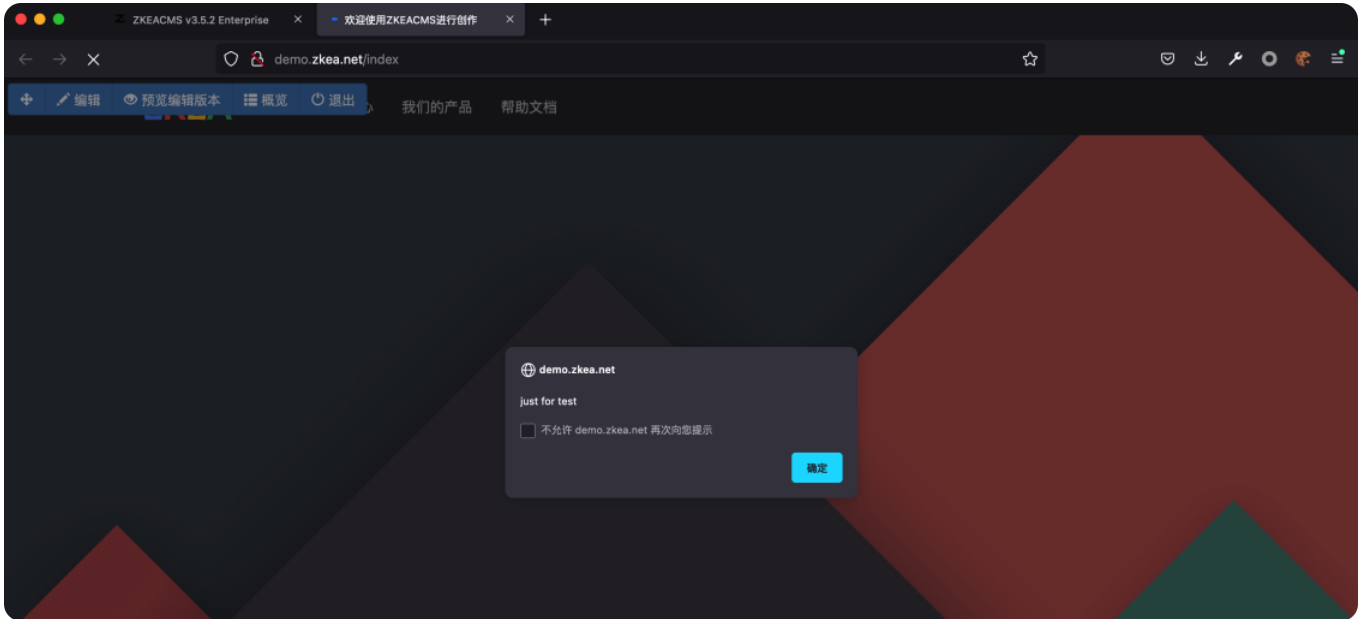 ZKEACMS v3.5.2 Enterprise
欢迎使用ZKEACMS进行创作
demo.zkea.net/index
编辑 预览编辑版本 概览 退出
我们的产品 帮助文档
demo.zkea.net
just for test
不允许 demo.zkea.net 再次向您提示
确定